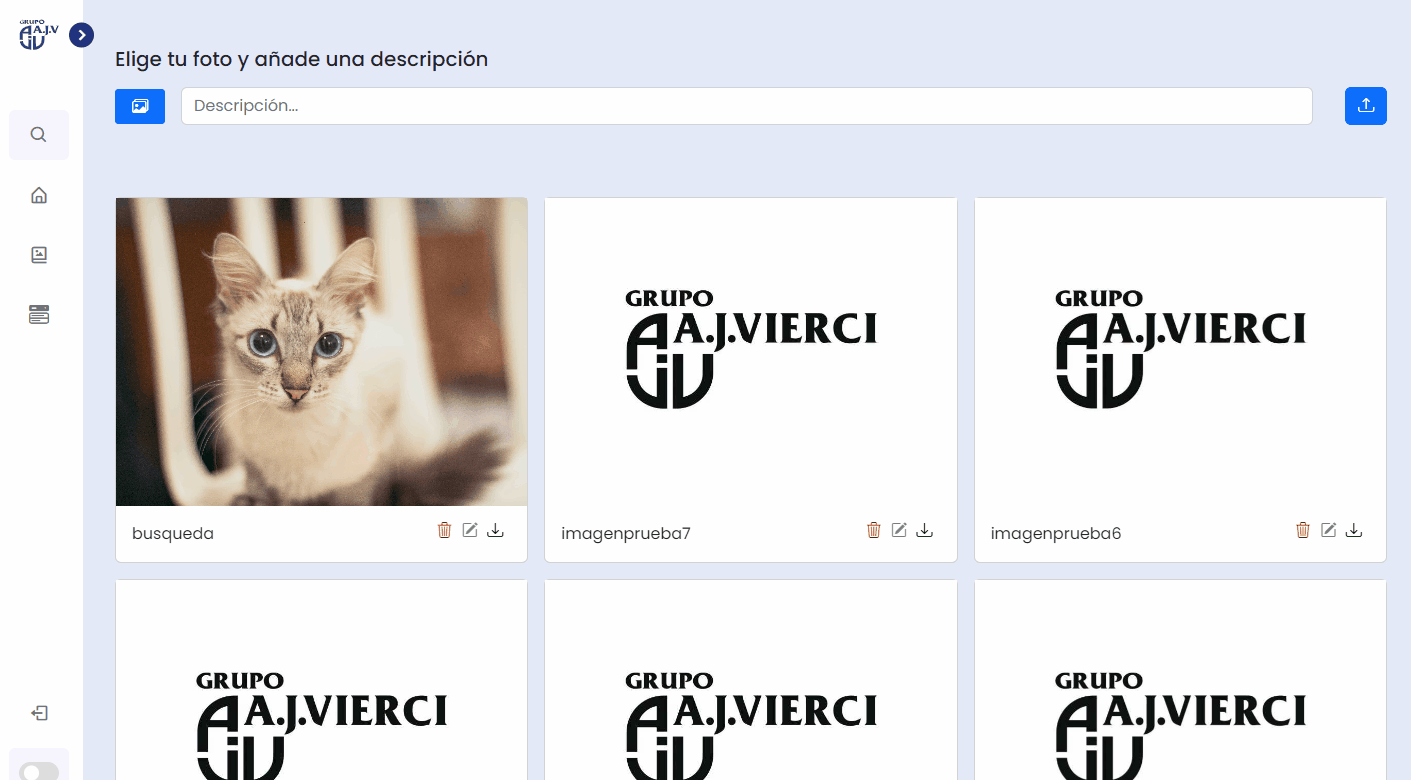 GRUPO
A.J.V
Elige tu foto y añade una descripción
Descripción...
GRUPO
A.J.VIERCI
GRUPO
A.J.VIERCI
busqueda
imagenprueba7
imagenprueba6
GRUPO
A.J.VIERCI
GRUPO
A.J.VIERCI
GRUPO
A.J.VIERCI